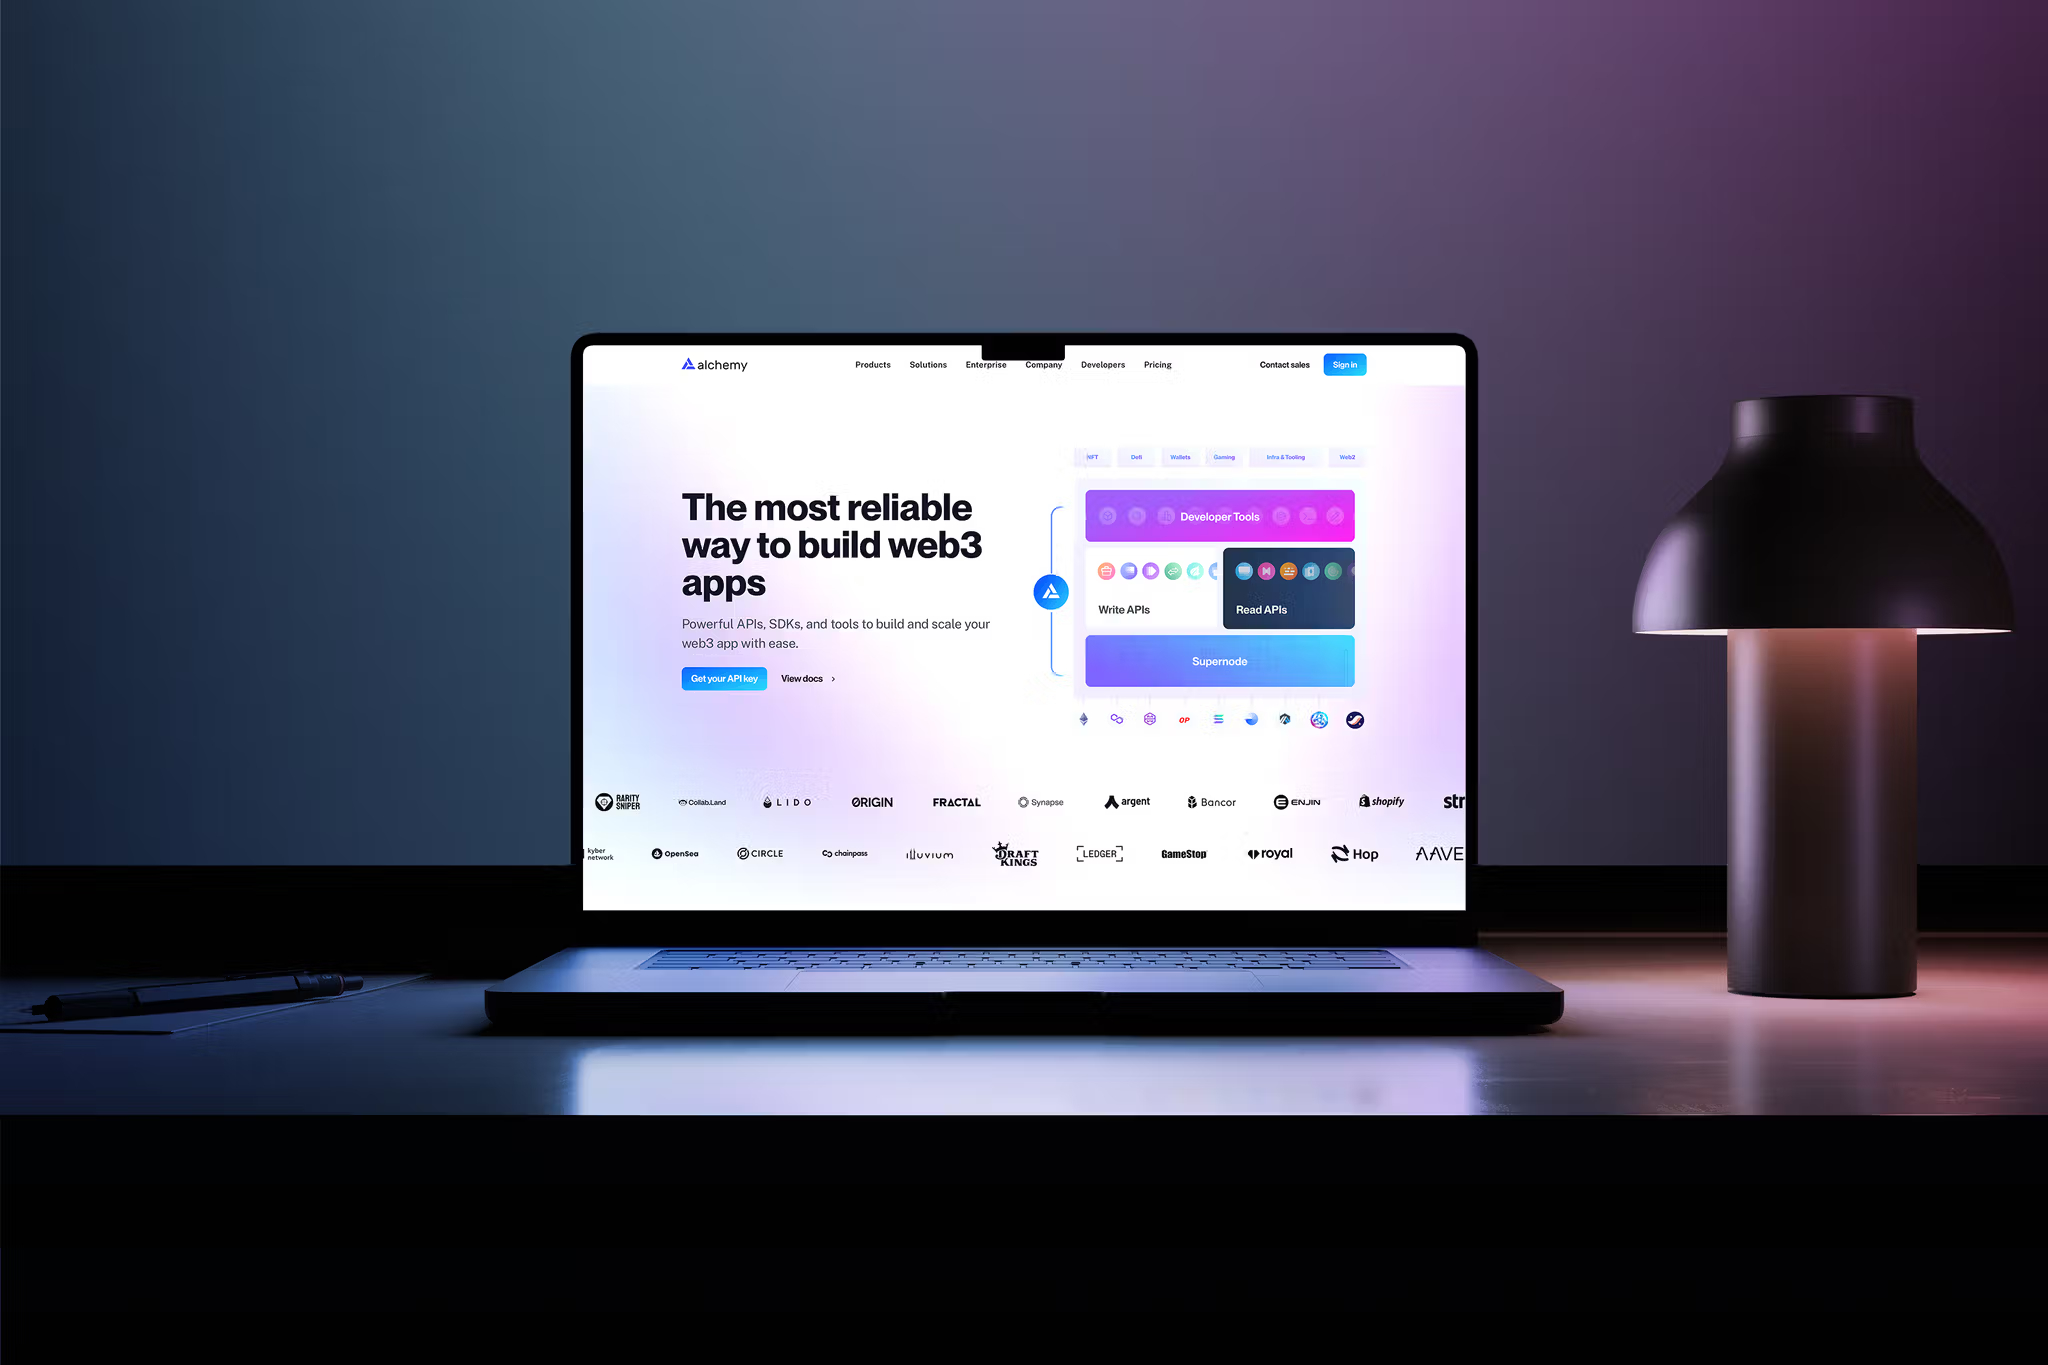 alchemy
Products Solutions Enterprise Company Developers Pricing
Contact sales Sign in
NFT Defi Wallets Gaming Infra & Tooling Web2
The most reliable
way to build web3
apps
Powerful APIs, SDKs, and tools to build and scale your
web3 app with ease.
Get your API key View docs
Developer Tools
Write APIs Read APIs
Supernode
OP
RARITY
SNIPER
Collab.Land
LIDO
ØRIGIN
FRACTAL
Synapse
argent
Bancor
ENJIN
shopify
str
kyber
network
OpenSea
CIRCLE
chainpass
illuvium
DRAFT
KINGS
LEDGER
GameStop
royal
Hop
AAVE